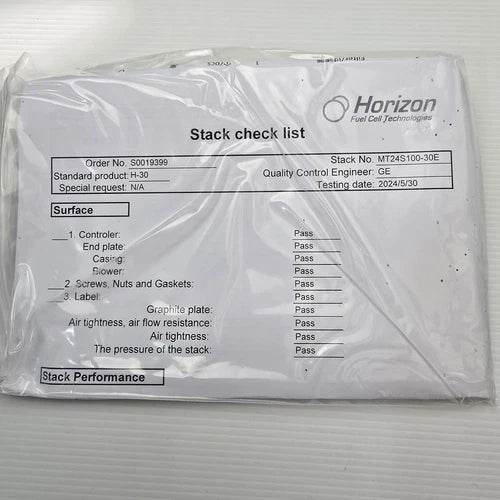 Horizon
Fuel Cell Technologies
Stack check list
Order No. S0019399 Stack No. MT24S100-30E
Standard product: H-30 Quality Control Engineer: GE
Special request: N/A Testing date: 2024/5/30
Surface
1. Controler: Pass
End plate: Pass
Casing: Pass
Blower: Pass
2. Screws, Nuts and Gaskets: Pass
3. Label: Pass
Graphite plate: Pass
Air tightness, air flow resistance: Pass
Air tightness: Pass
The pressure of the stack: Pass
Stack Performance